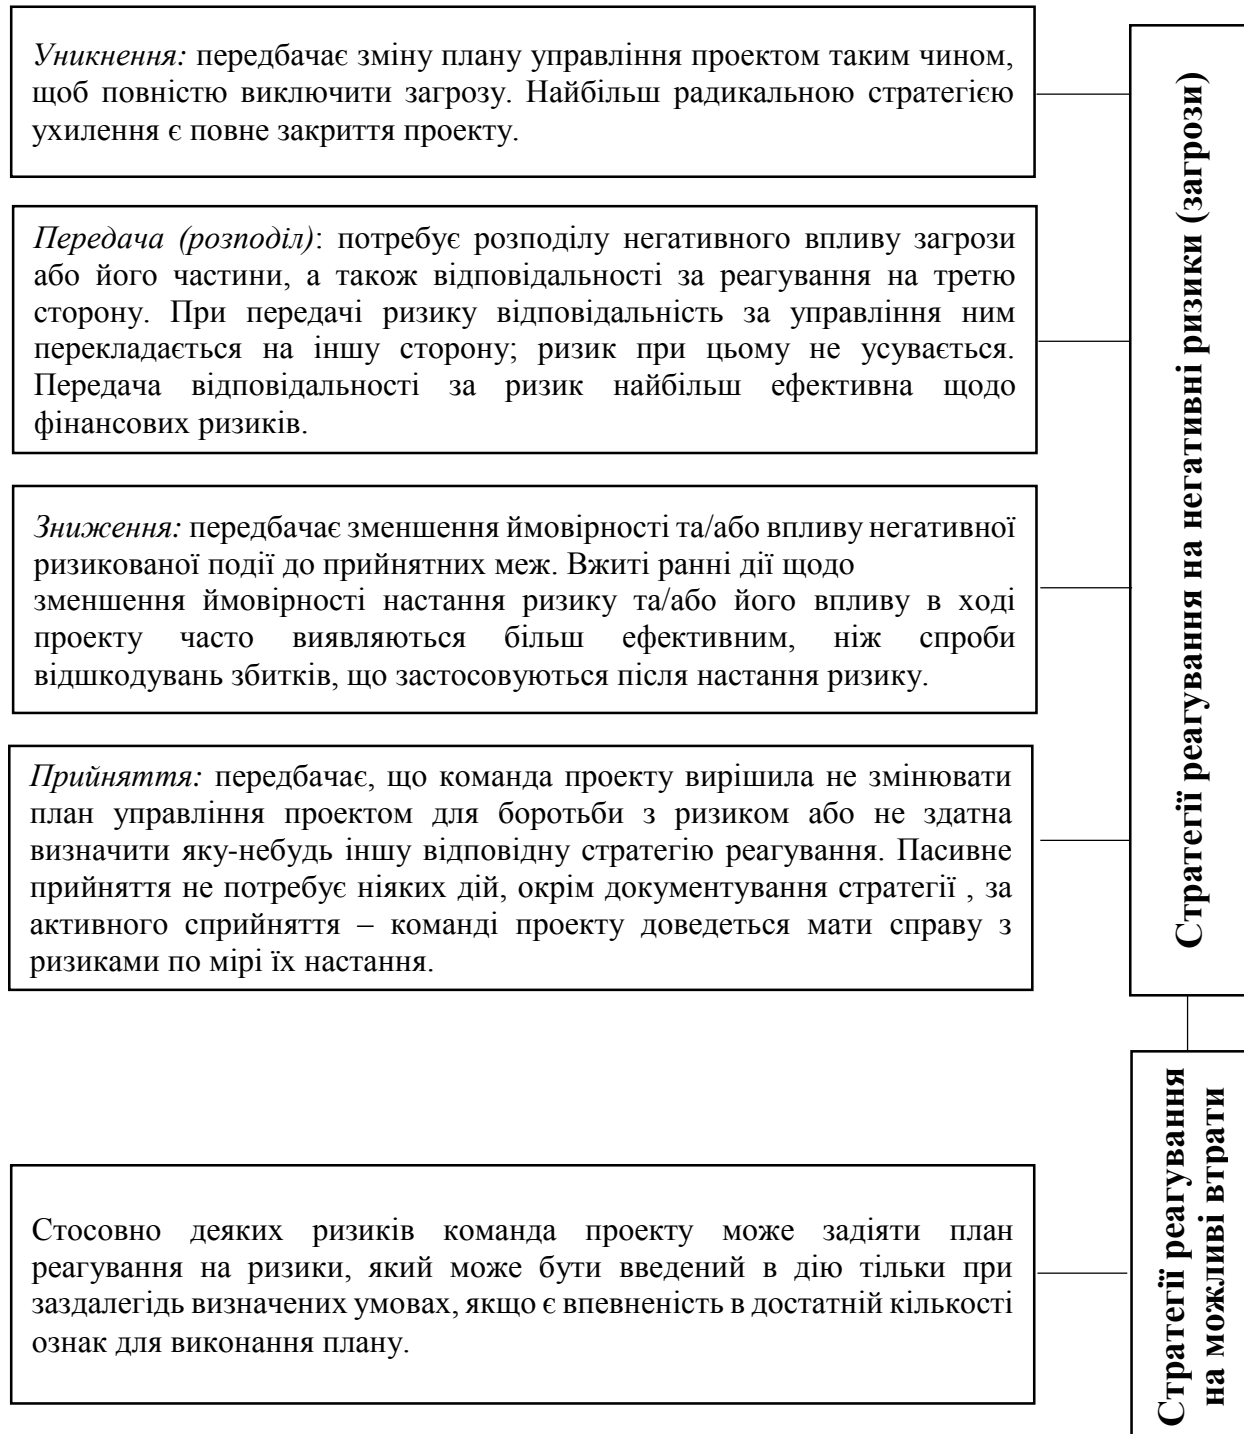 Уникнення: передбачає зміну плану управління проектом таким чином,
щоб повністю виключити загрозу. Найбільш радикальною стратегією
ухилення є повне закриття проекту.
Передача (розподіл): потребує розподілу негативного впливу загрози
або його частини, а також відповідальності за реагування на третю
сторону. При передачі ризику відповідальність за управління ним
перекладається на іншу сторону; ризик при цьому не усувається.
Передача відповідальності за ризик найбільш ефективна щодо
фінансових ризиків.
Зниження: передбачає зменшення ймовірності та/або впливу негативної
ризикованої події до прийнятних меж. Вжиті ранні дії щодо
зменшення ймовірності настання ризику та/або його впливу в ході
проекту часто виявляються більш ефективним, ніж спроби
відшкодувань збитків, що застосовуються після настання ризику.
Прийняття: передбачає, що команда проекту вирішила не змінювати
план управління проектом для боротьби з ризиком або не здатна
визначити яку-небудь іншу відповідну стратегію реагування. Пасивне
прийняття не потребує ніяких дій, окрім документування стратегії , за
активного сприйняття – команді проекту доведеться мати справу з
ризиками по мірі їх настання.
Стратегії реагування на негативні ризики (загрози)
Стосовно деяких ризиків команда проекту може задіяти план
реагування на ризики, який може бути введений в дію тільки при
заздалегідь визначених умовах, якщо є впевненість в достатній кількості
ознак для виконання плану.
Стратегії реагування
на можливі втрати